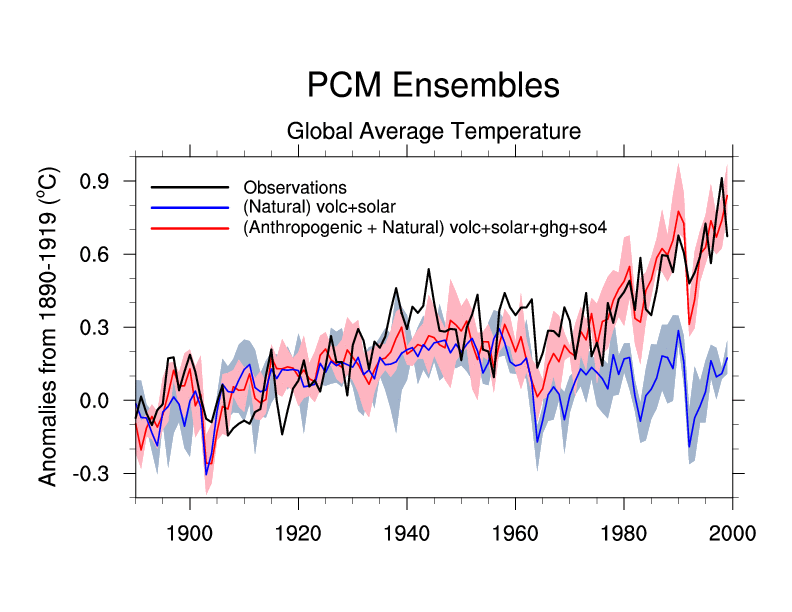 PCM Ensembles
Global Average Temperature
Anomalies from 1890-1919 (°C)
0.9
0.6
0.3
0.0
-0.3
Observations
(Natural) volc+solar
(Anthropogenic + Natural) volc+solar+ghg+so4
1900 1920 1940 1960 1980 2000